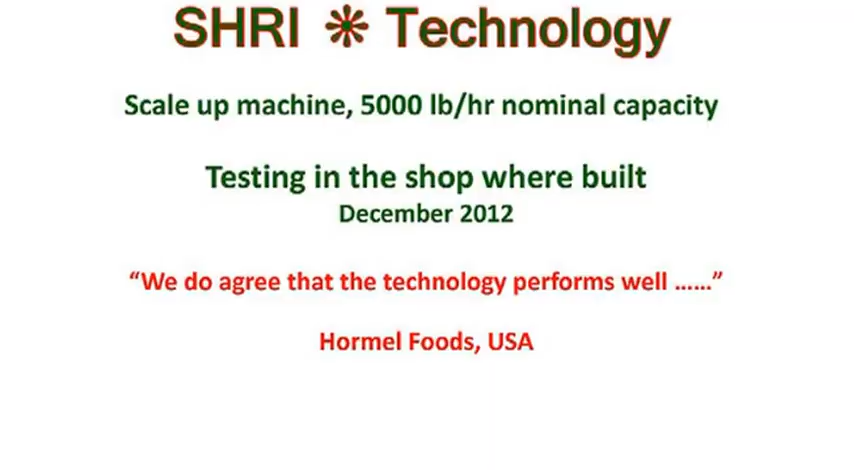 SHRI ❊ Technology
Scale up machine, 5000 lb/hr nominal capacity
Testing in the shop where built
December 2012
“We do agree that the technology performs well ……”
Hormel Foods, USA